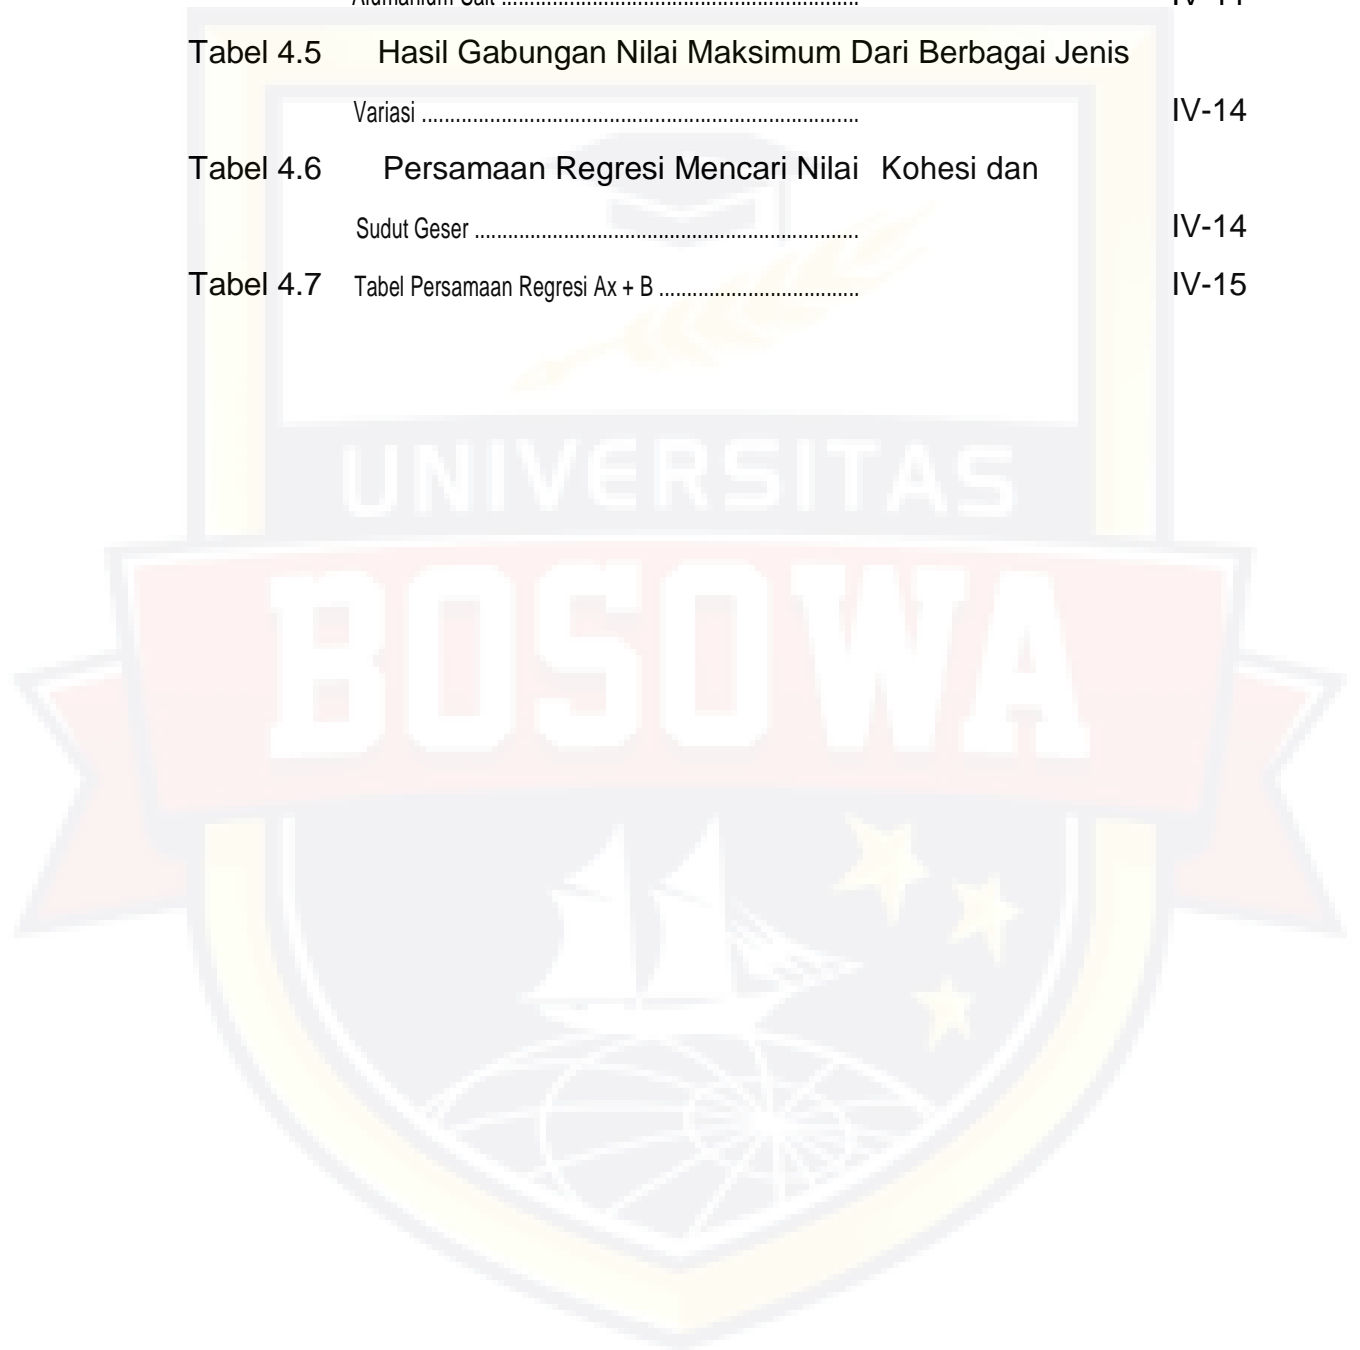 Tabel 4.5 Hasil Gabungan Nilai Maksimum Dari Berbagai Jenis
Variasi .............................................................................. IV-14
Tabel 4.6 Persamaan Regresi Mencari Nilai Kohesi dan
Sudut Geser ..................................................................... IV-14
Tabel 4.7 Tabel Persamaan Regresi Ax + B .................................... IV-15
UNIVERSITAS
BOSOWA